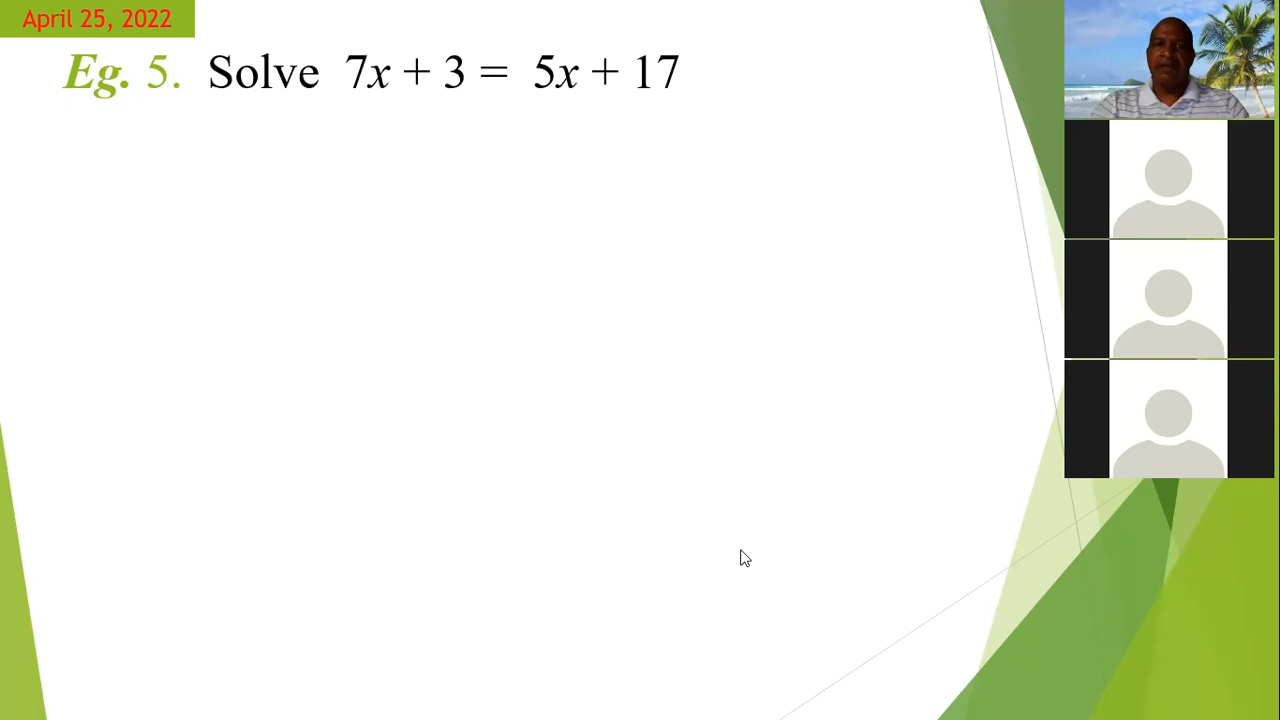 April 25, 2022
Eg. 5. Solve 7x + 3 = 5x + 17